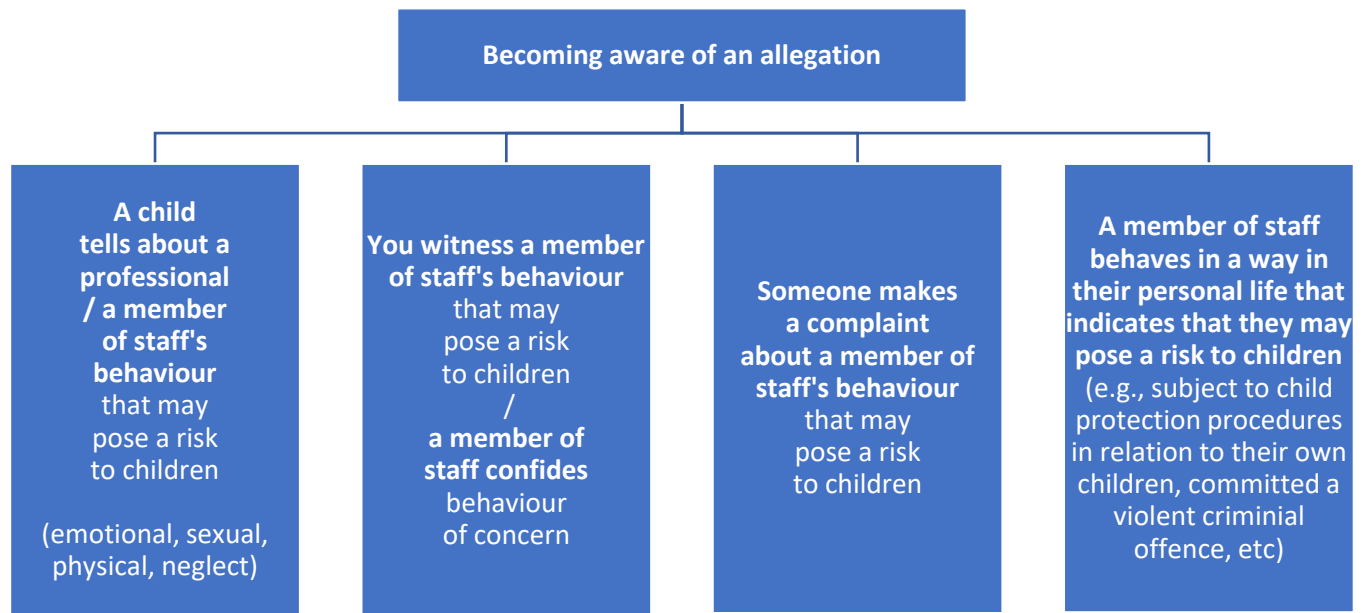 Becoming aware of an allegation
A child
tells about a
professional
/ a member
of staff's
behaviour
that may
pose a risk
to children
(emotional, sexual,
physical, neglect)
You witness a member
of staff's behaviour
that may
pose a risk
to children
/
a member of
staff confides
behaviour
of concern
Someone makes
a complaint
about a member of
staff's behaviour
that may
pose a risk
to children
A member of staff
behaves in a way in
their personal life that
indicates that they may
pose a risk to children
(e.g., subject to child
protection procedures
in relation to their own
children, committed a
violent criminial
offence, etc)